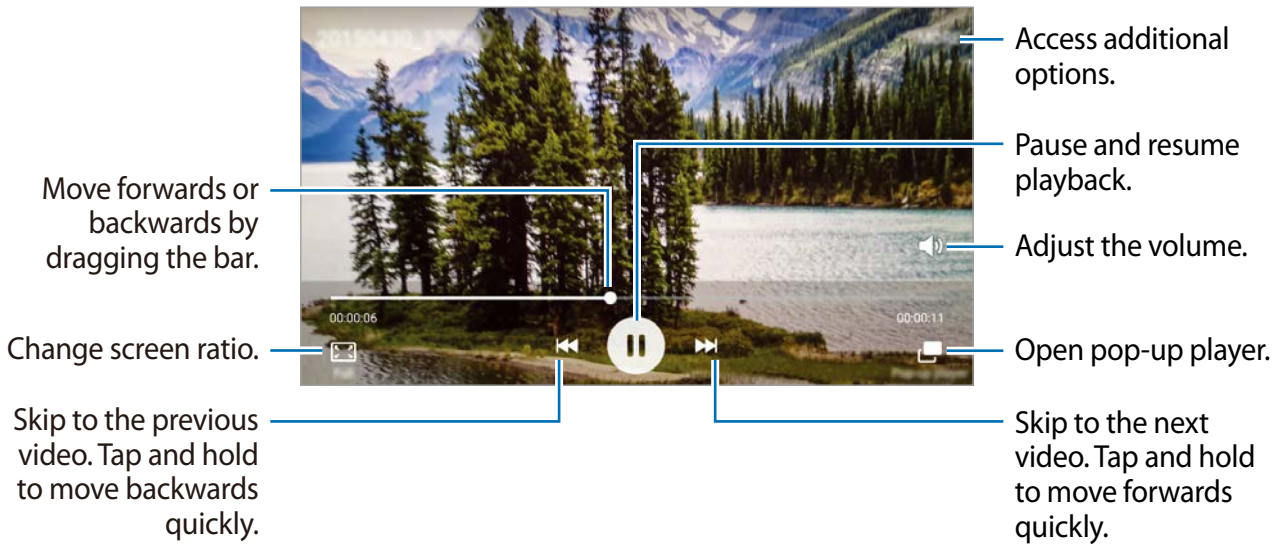 Access additional
options.
Pause and resume
playback.
Move forwards or
backwards by
dragging the bar.
Adjust the volume.
00:00:06
00:00:11
Change screen ratio.
Open pop-up player.
Skip to the previous
video. Tap and hold
to move backwards
quickly.
Skip to the next
video. Tap and hold
to move forwards
quickly.